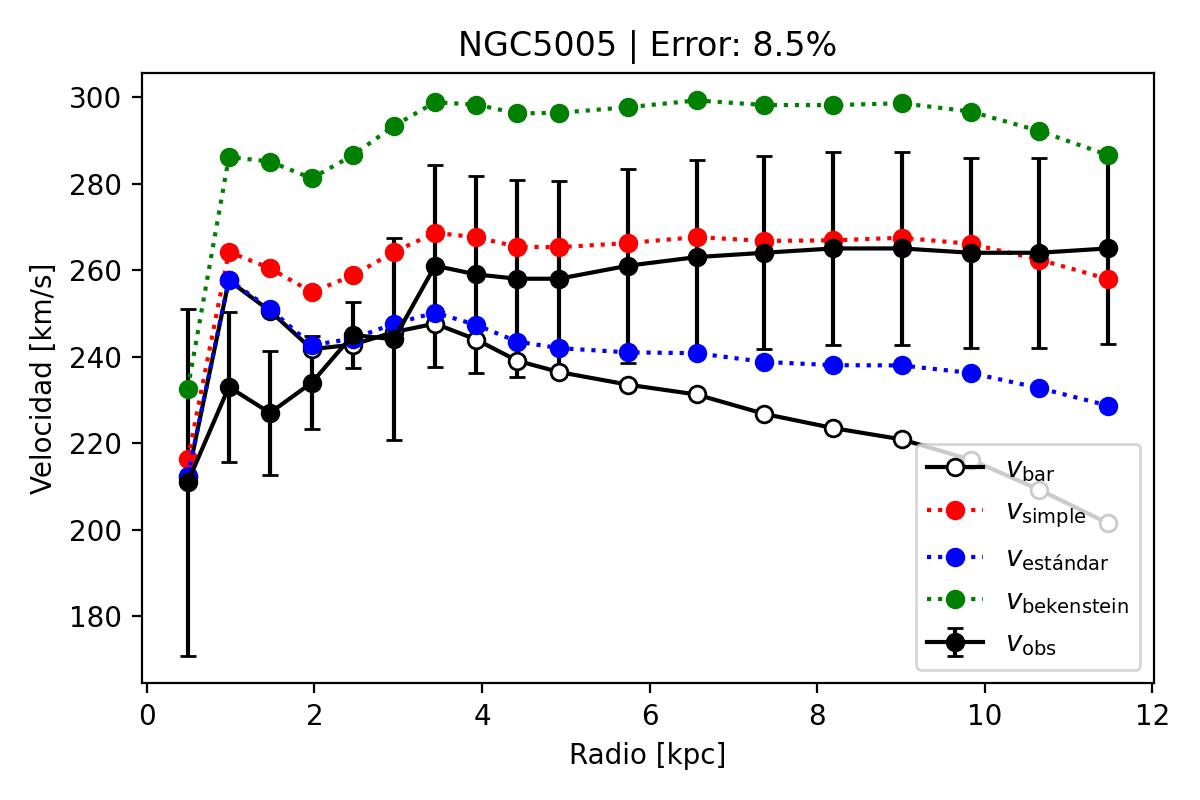 NGC5005 | Error: 8.5%
Velocidad [km/s]
300
280
260
240
220
200
180
0 2 4 6 8 10 12
Radio [kpc]
v_bar
v_simple
v_estándar
v_bekenstein
v_obs